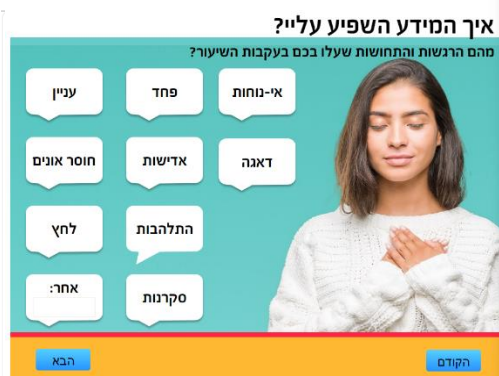 איך המידע השפיע עליי?
מהם הרגשות והתחושות שעלו בכם בעקבות השיעור?
אי-נוחות
פחד
עניין
דאגה
אדישות
חוסר אונים
התלהבות
לחץ
סקרנות
אחר:
הקודם
הבא